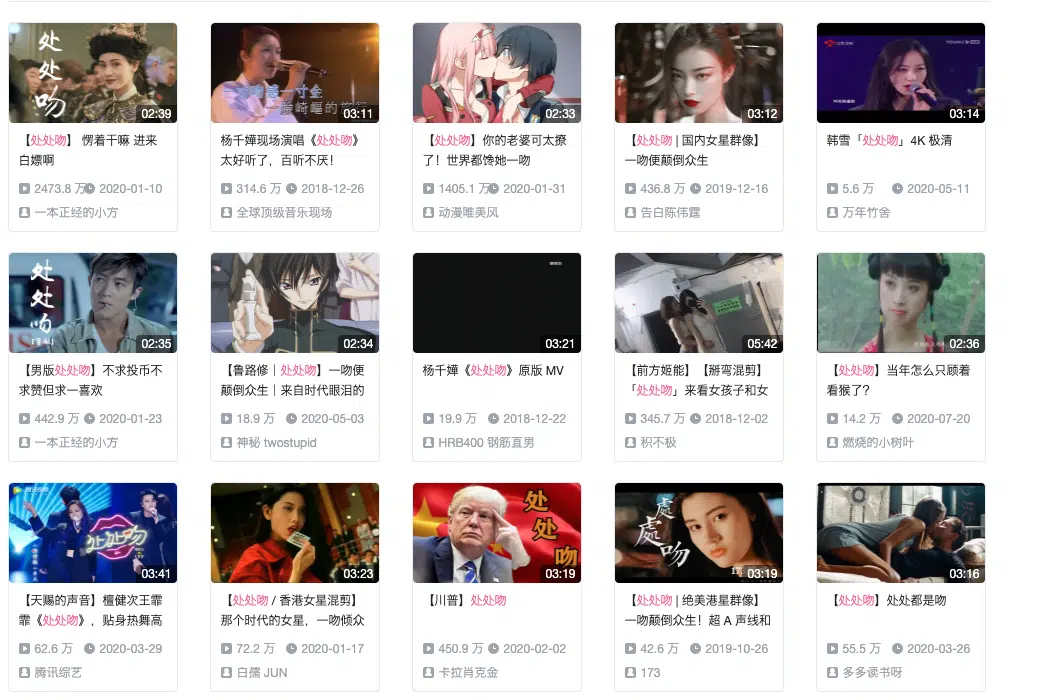 处处吻
02:39
一寸金
脸崎岖的旅行
03:11
02:33
03:12
03:14
【处处吻】 愣着干嘛 进来
白嫖啊
2473.8 万 2020-01-10
一本正经的小方
杨千嬅现场演唱《处处吻》
太好听了，百听不厌！
314.6 万 2018-12-26
全球顶级音乐现场
【处处吻】你的老婆可太撩
了！世界都馋她一吻
1405.1 万 2020-01-31
动漫唯美风
【处处吻 | 国内女星群像】
一吻便颠倒众生
436.8 万 2019-12-16
告白陈伟霆
韩雪「处处吻」4K 极清
5.6 万 2020-05-11
万年竹舍
处处吻
02:35
02:34
03:21
05:42
02:36
【男版处处吻】不求投币不
求赞但求一喜欢
442.9 万 2020-01-23
一本正经的小方
【鲁路修｜处处吻】一吻便
颠倒众生｜来自时代眼泪的
18.9 万 2020-05-03
神秘 twostupid
杨千嬅《处处吻》原版 MV
19.9 万 2018-12-22
HRB400 钢筋直男
【前方姬能】【掰弯混剪】
「处处吻」来看女孩子和女
345.7 万 2018-12-02
积不极
【处处吻】当年怎么只顾着
看猴了？
14.2 万 2020-07-20
燃烧的小树叶
处处吻
03:41
03:23
处处吻
03:19
處處吻
03:19
03:16
【天赐的声音】檀健次王霏
霏《处处吻》，贴身热舞高
62.6 万 2020-03-29
腾讯综艺
【处处吻 / 香港女星混剪】
那个时代的女星，一吻倾众
72.2 万 2020-01-17
白孺 JUN
【川普】处处吻
450.9 万 2020-02-02
卡拉肖克金
【处处吻 | 绝美港星群像】
一吻颠倒众生！超 A 声线和
42.6 万 2019-10-26
173
【处处吻】处处都是吻
55.5 万 2020-03-26
多多读书呀